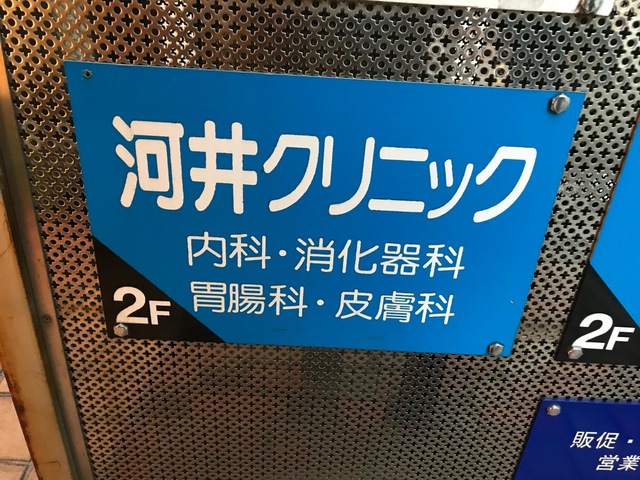 河井クリニック
内科・消化器科
胃腸科・皮膚科
2F
2F
販促・
営業